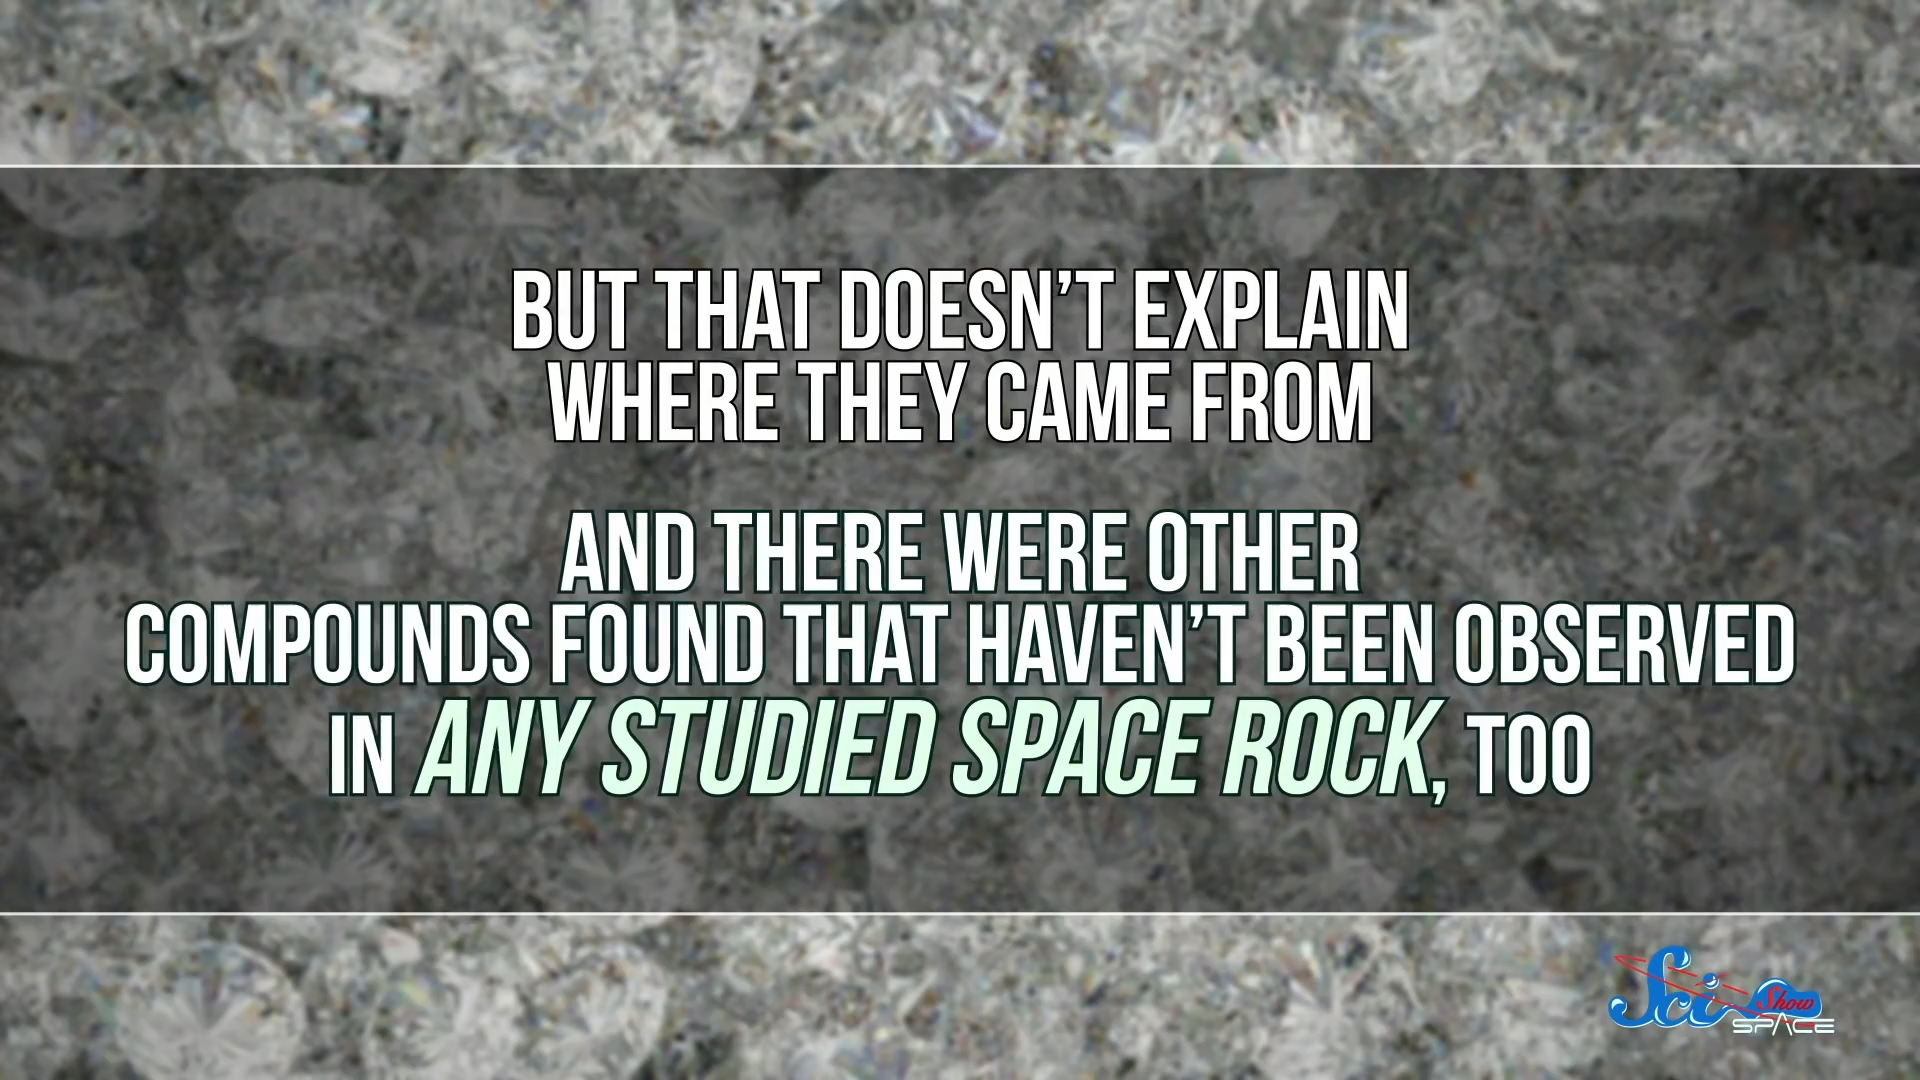 BUT THAT DOESN’T EXPLAIN
WHERE THEY CAME FROM
AND THERE WERE OTHER
COMPOUNDS FOUND THAT HAVEN’T BEEN OBSERVED
IN ANY STUDIED SPACE ROCK, TOO
Sci Show
SPACE